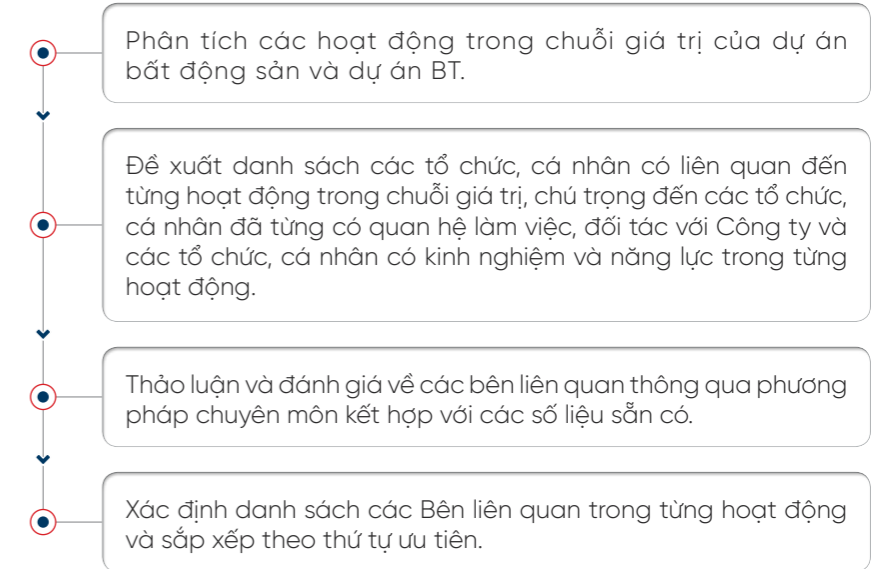 Phân tích các hoạt động trong chuỗi giá trị của dự án
bất động sản và dự án BT.
Đề xuất danh sách các tổ chức, cá nhân có liên quan đến
từng hoạt động trong chuỗi giá trị, chú trọng đến các tổ chức,
cá nhân đã từng có quan hệ làm việc, đối tác với Công ty và
các tổ chức, cá nhân có kinh nghiệm và năng lực trong từng
hoạt động.
Thảo luận và đánh giá về các bên liên quan thông qua phương
pháp chuyên môn kết hợp với các số liệu sẵn có.
Xác định danh sách các Bên liên quan trong từng hoạt động
và sắp xếp theo thứ tự ưu tiên.